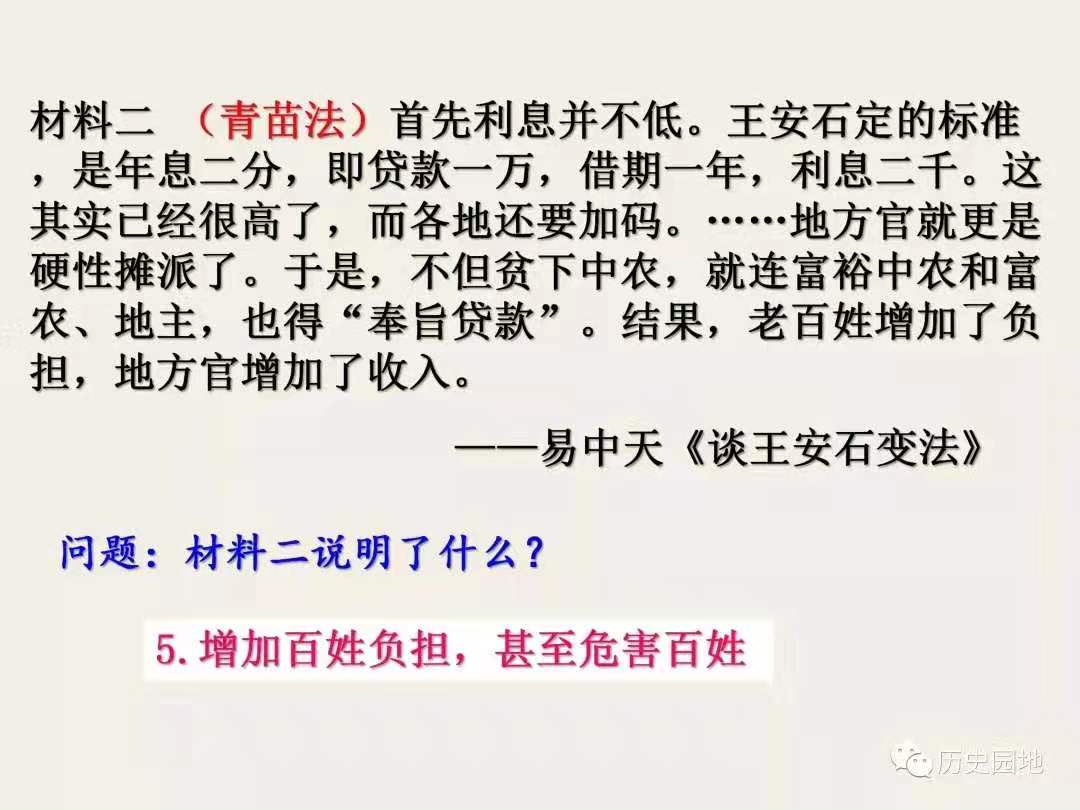 材料二 （青苗法）首先利息并不低。王安石定的标准
，是年息二分，即贷款一万，借期一年，利息二千。这
其实已经很高了，而各地还要加码。……地方官就更是
硬性摊派了。于是，不但贫下中农，就连富裕中农和富
农、地主，也得“奉旨贷款”。结果，老百姓增加了负
担，地方官增加了收入。
——易中天《谈王安石变法》
问题：材料二说明了什么？
5.增加百姓负担，甚至危害百姓
历史园地